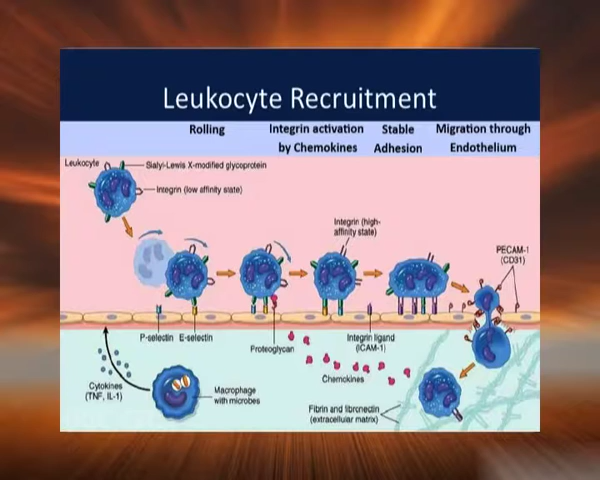 Leukocyte Recruitment
Rolling
Integrin activation
by Chemokines
Stable
Adhesion
Migration through
Endothelium
Leukocyte
Sialyl-Lewis X-modified glycoprotein
Integrin (low affinity state)
Integrin (high-
affinity state)
PECAM-1
(CD31)
P-selectin
E-selectin
Proteoglycan
Integrin ligand
(ICAM-1)
Cytokines
(TNF, IL-1)
Macrophage
with microbes
Chemokines
Fibrin and fibronectin
(extracellular matrix)